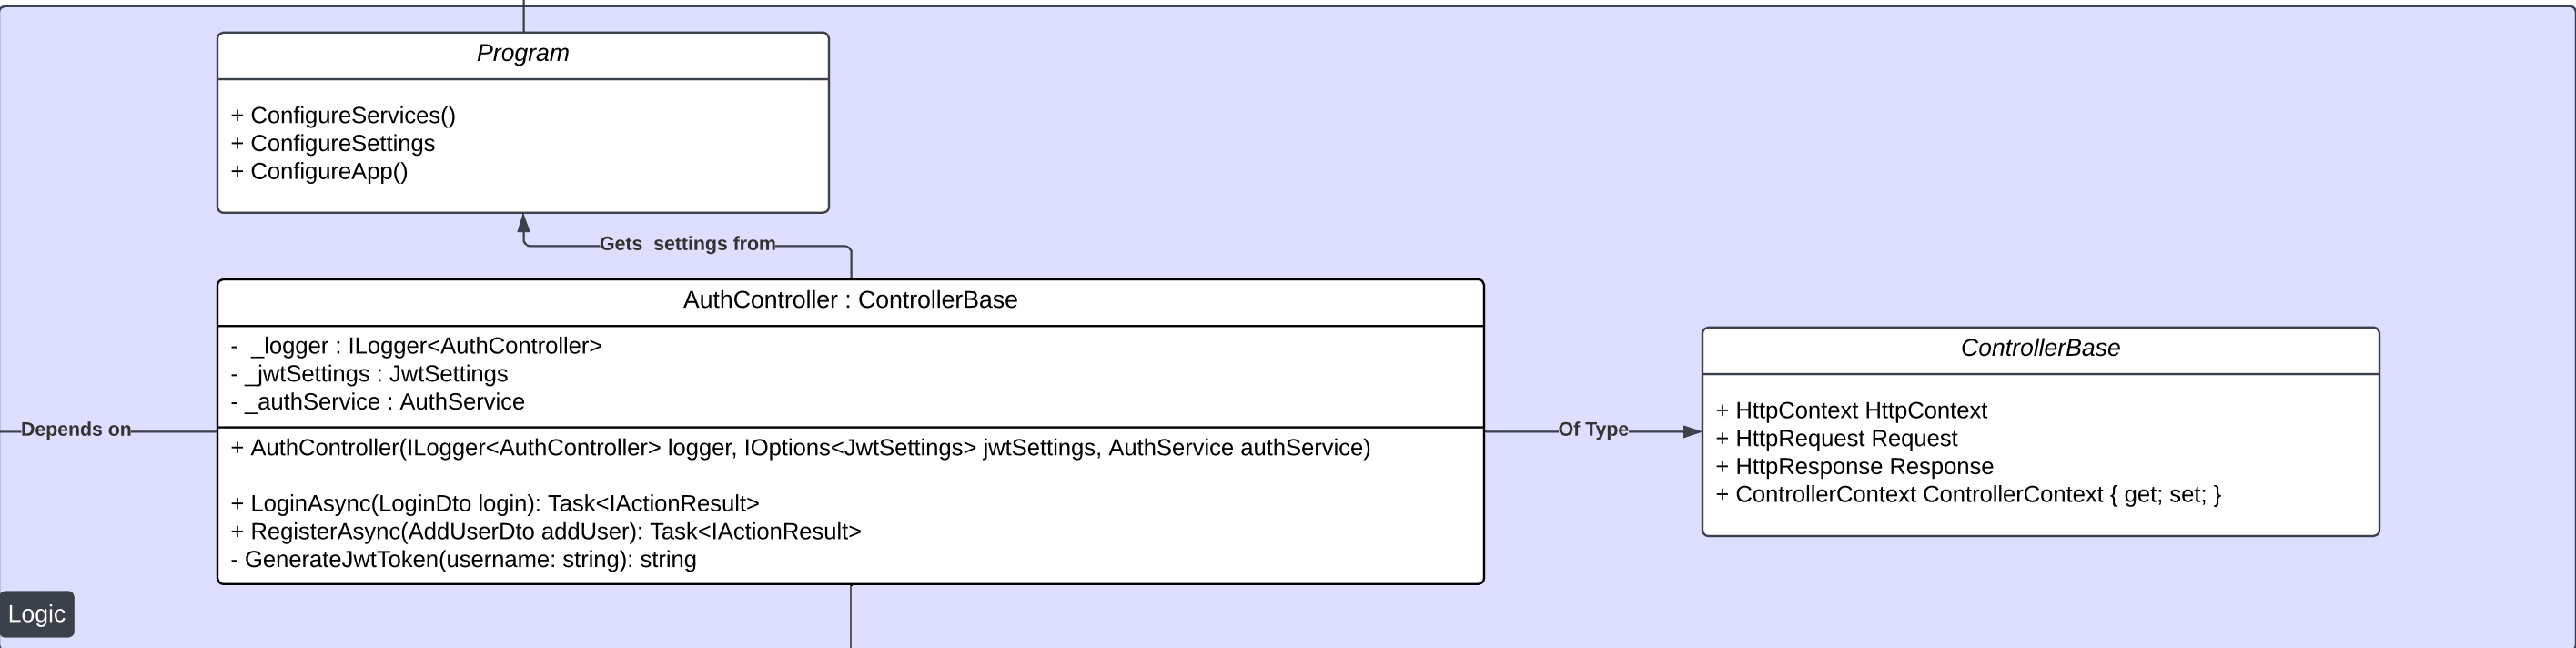 Program
+ ConfigureServices()
+ ConfigureSettings
+ ConfigureApp()
Gets  settings from
AuthController : ControllerBase
-  _logger : ILogger<AuthController>
- _jwtSettings : JwtSettings
- _authService : AuthService
Depends on
+ AuthController(ILogger<AuthController> logger, IOptions<JwtSettings> jwtSettings, AuthService authService)
+ LoginAsync(LoginDto login): Task<IActionResult>
+ RegisterAsync(AddUserDto addUser): Task<IActionResult>
- GenerateJwtToken(username: string): string
Of Type
ControllerBase
+ HttpContext HttpContext
+ HttpRequest Request
+ HttpResponse Response
+ ControllerContext ControllerContext { get; set; }
Logic